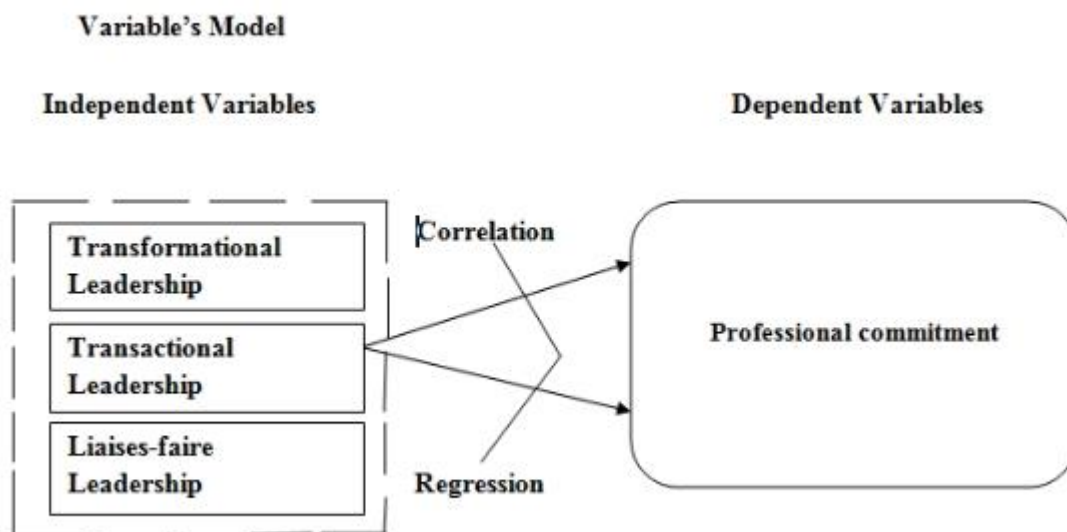 Variable's Model
Independent Variables
Dependent Variables
Transformational
Leadership
Transactional
Leadership
Liaises-faire
Leadership
Correlation
Regression
Professional commitment